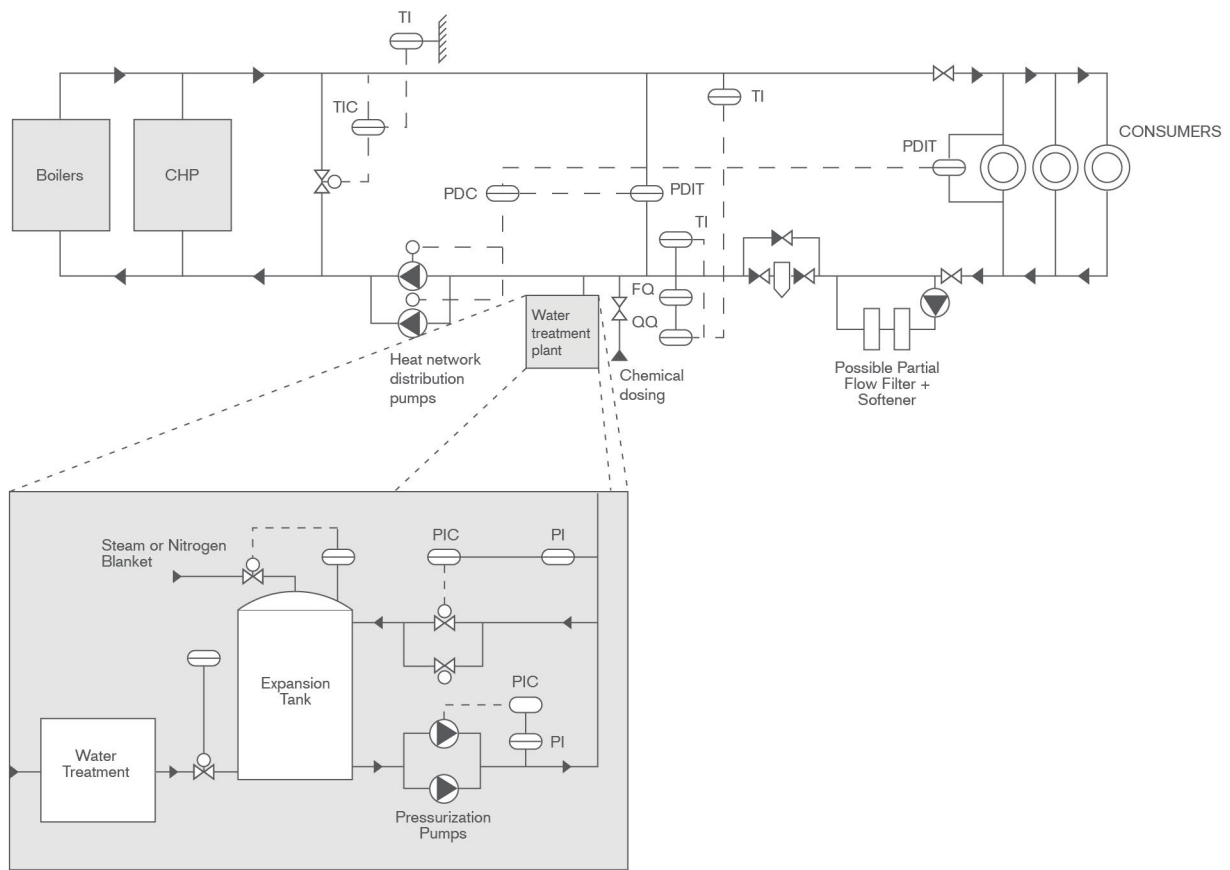 TI
TIC
TI
Boilers
CHP
PDIT
CONSUMERS
PDC
PDIT
TI
FQ
QQ
Water
treatment
plant
Heat network
distribution
pumps
Chemical
dosing
Possible Partial
Flow Filter +
Softener
Steam or Nitrogen
Blanket
PIC
PI
Expansion
Tank
PIC
PI
Water
Treatment
Pressurization
Pumps